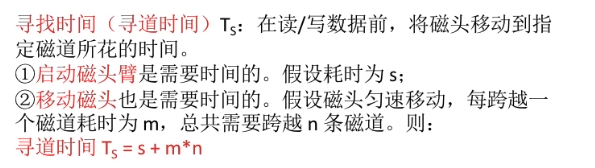 寻找时间（寻道时间）TS：在读/写数据前，将磁头移动到指
定磁道所花的时间。
①启动磁头臂是需要时间的。假设耗时为s；
②移动磁头也是需要时间的。假设磁头匀速移动，每跨越一
个磁道耗时为m，总共需要跨越n条磁道。则：
寻道时间 TS = s + m*n